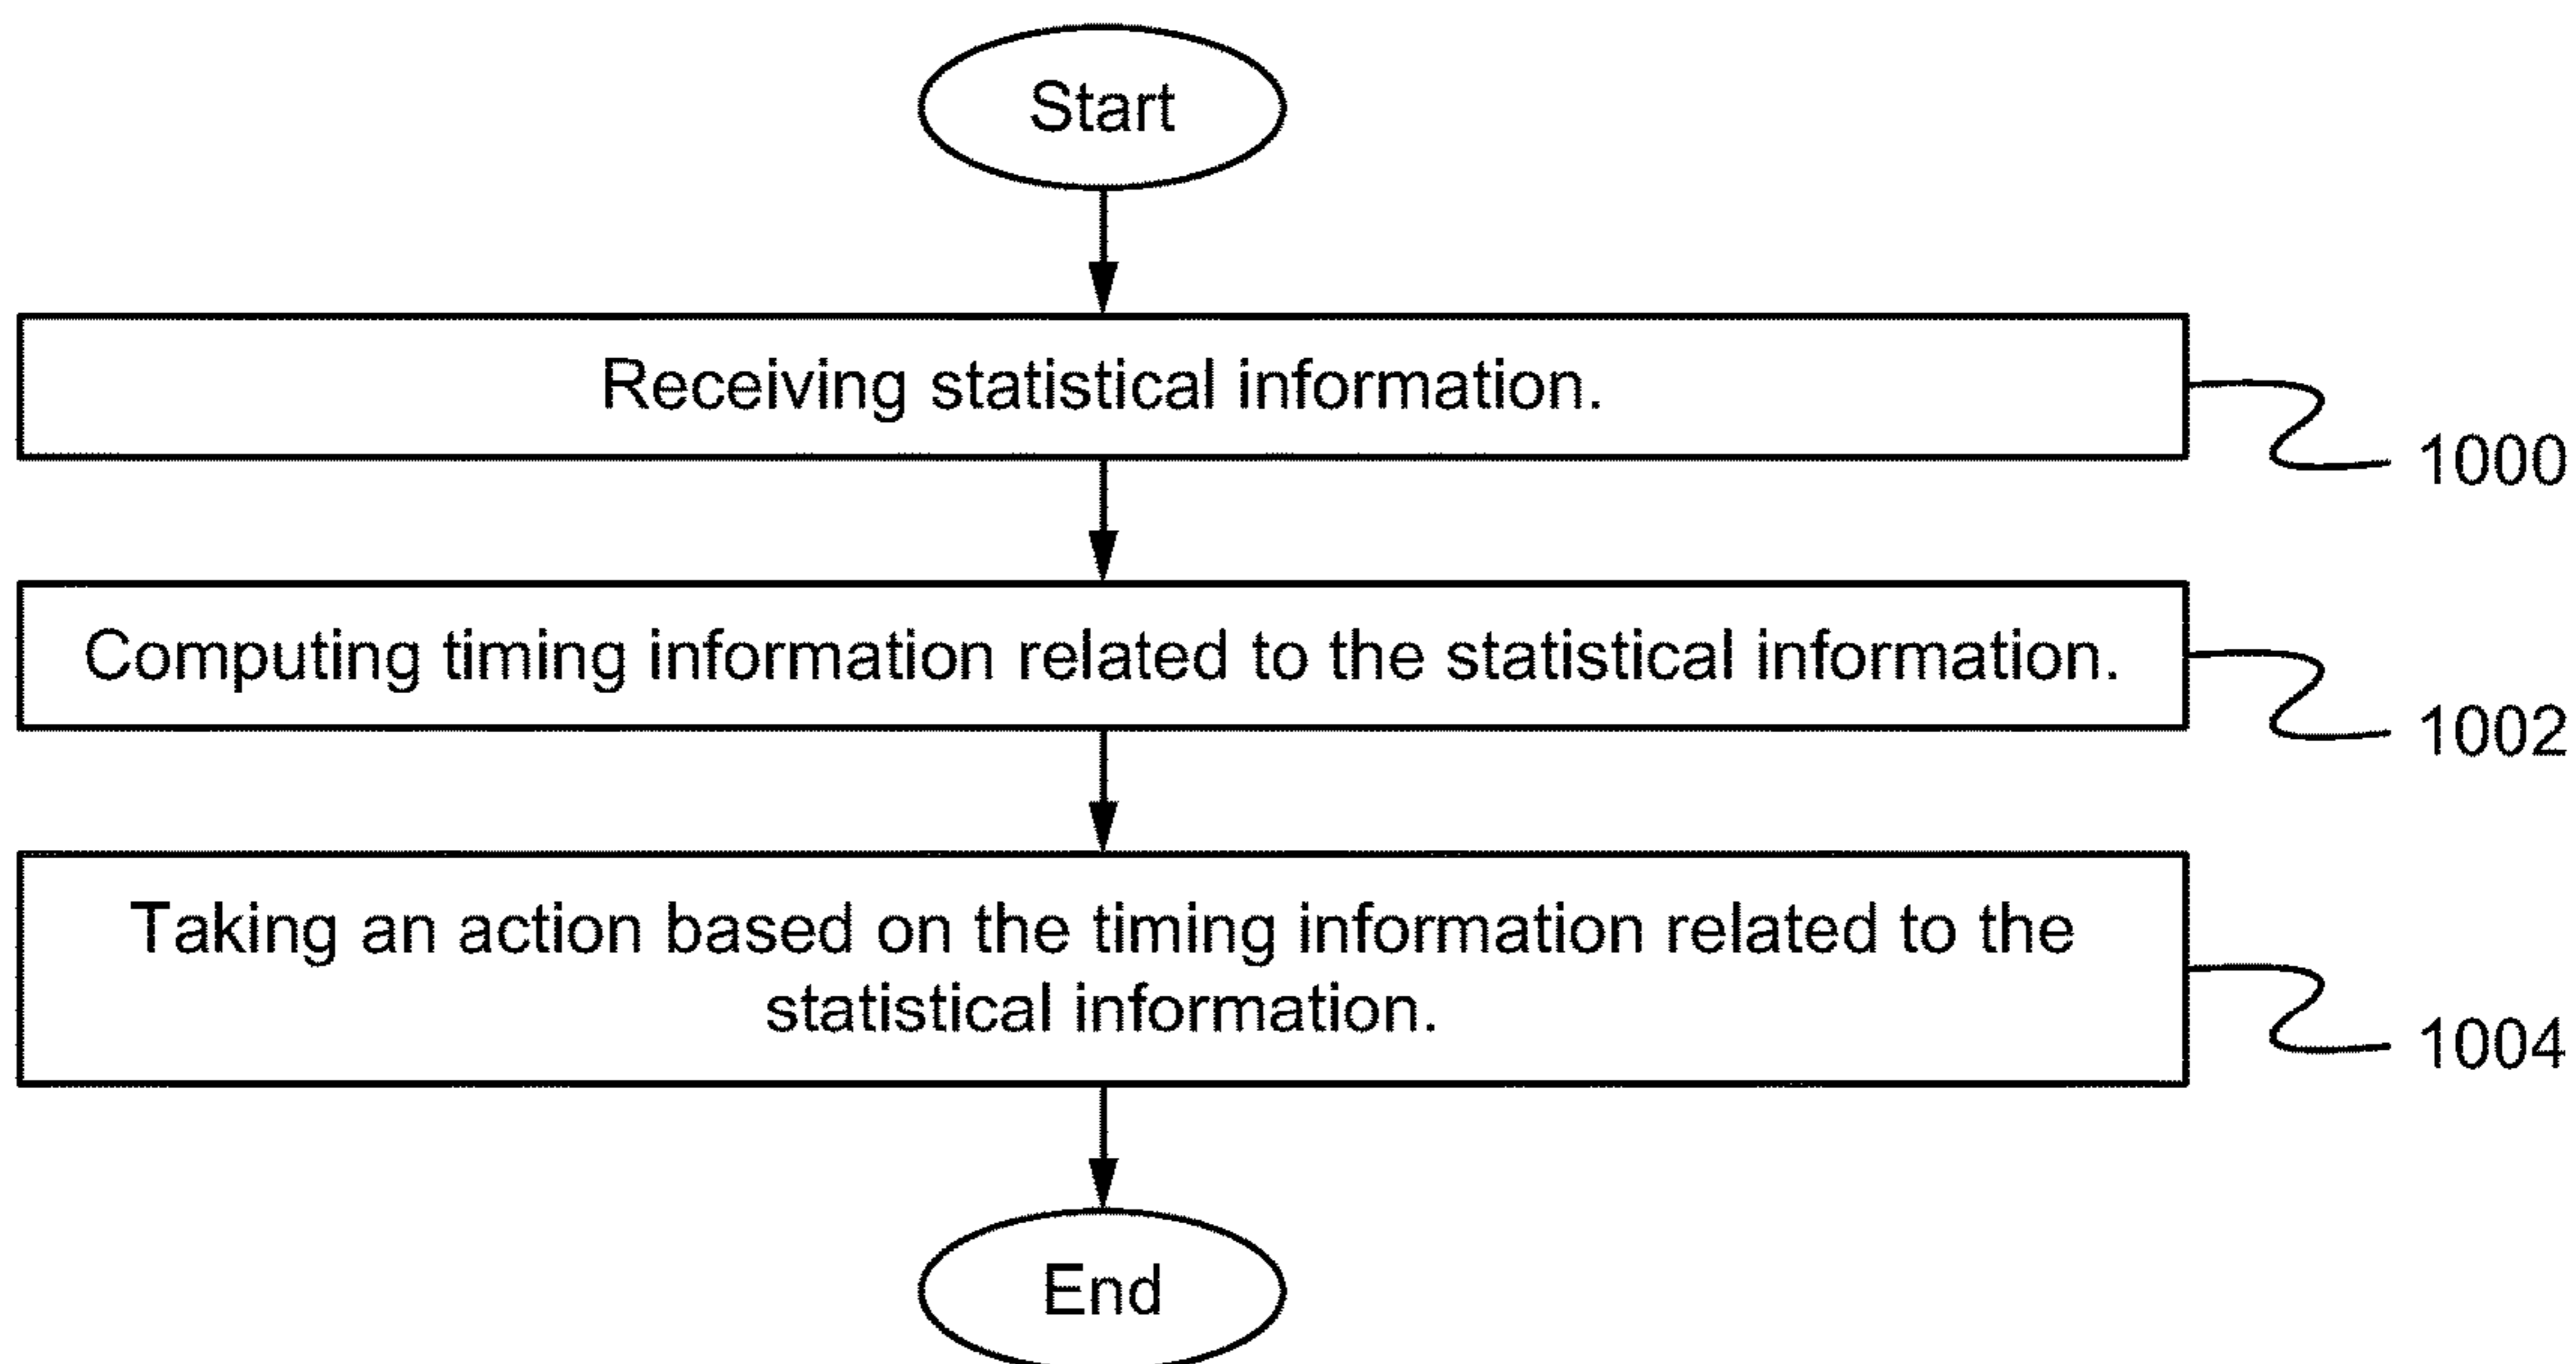 Start
Receiving statistical information.
1000
Computing timing information related to the statistical information.
1002
Taking an action based on the timing information related to the
statistical information.
1004
End